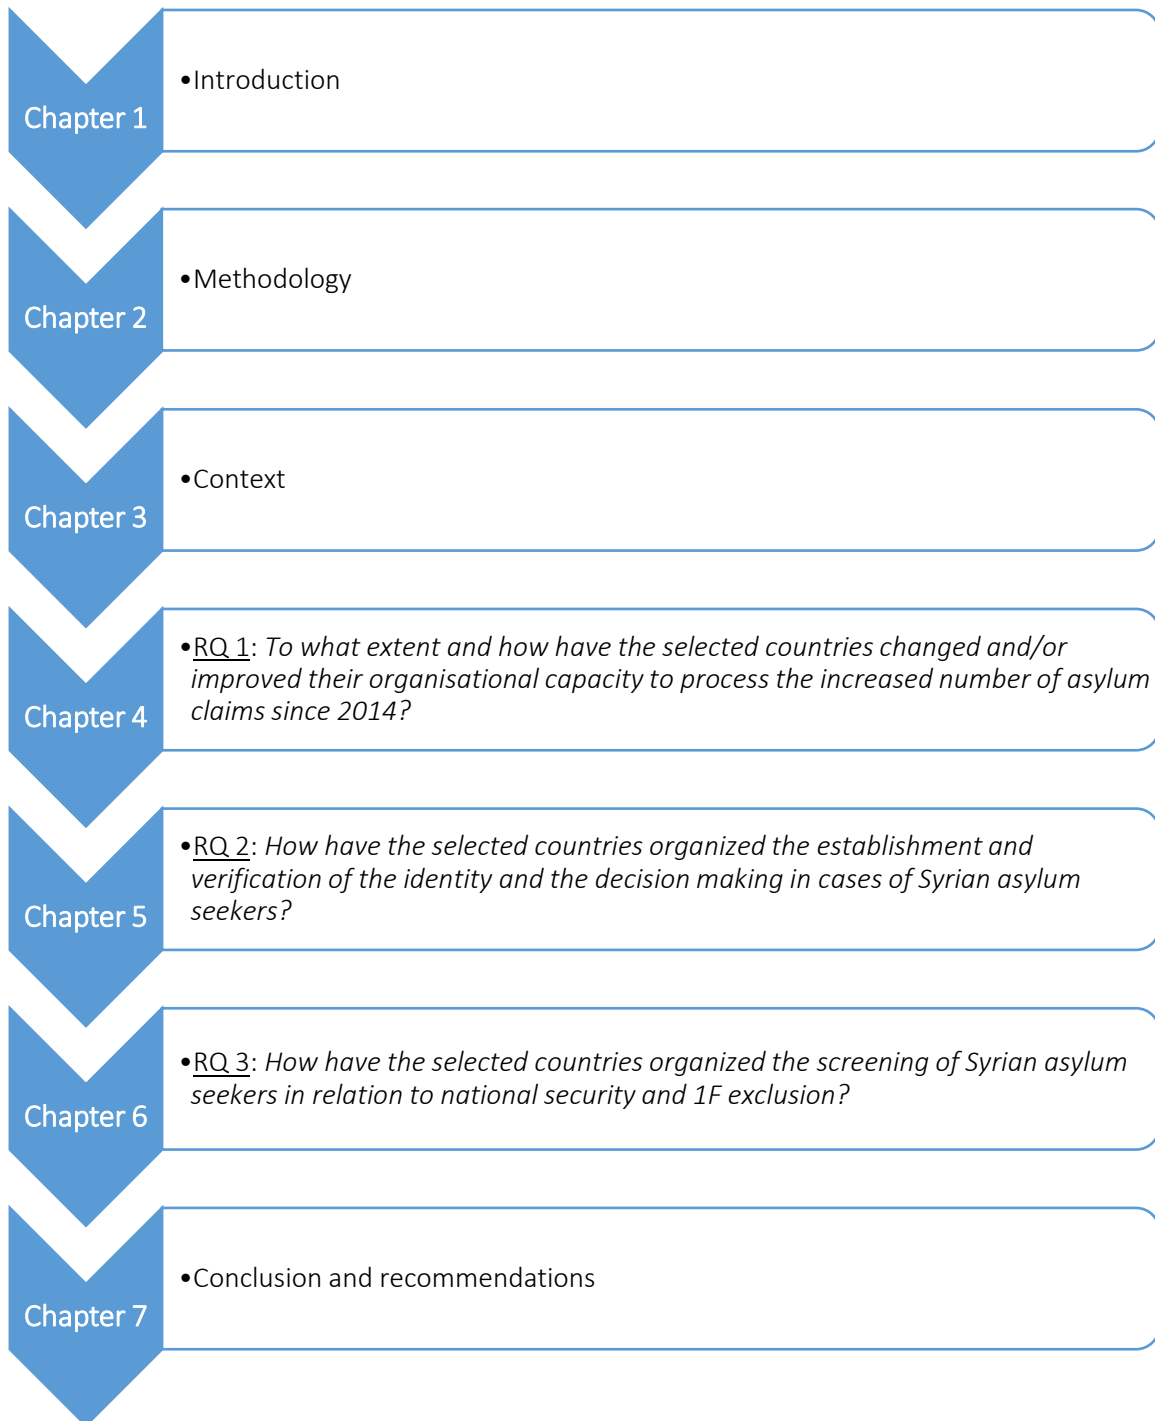 Chapter 1
•Introduction
Chapter 2
•Methodology
Chapter 3
•Context
Chapter 4
•RQ 1: To what extent and how have the selected countries changed and/or
improved their organisational capacity to process the increased number of asylum
claims since 2014?
Chapter 5
•RQ 2: How have the selected countries organized the establishment and
verification of the identity and the decision making in cases of Syrian asylum
seekers?
Chapter 6
•RQ 3: How have the selected countries organized the screening of Syrian asylum
seekers in relation to national security and 1F exclusion?
Chapter 7
•Conclusion and recommendations